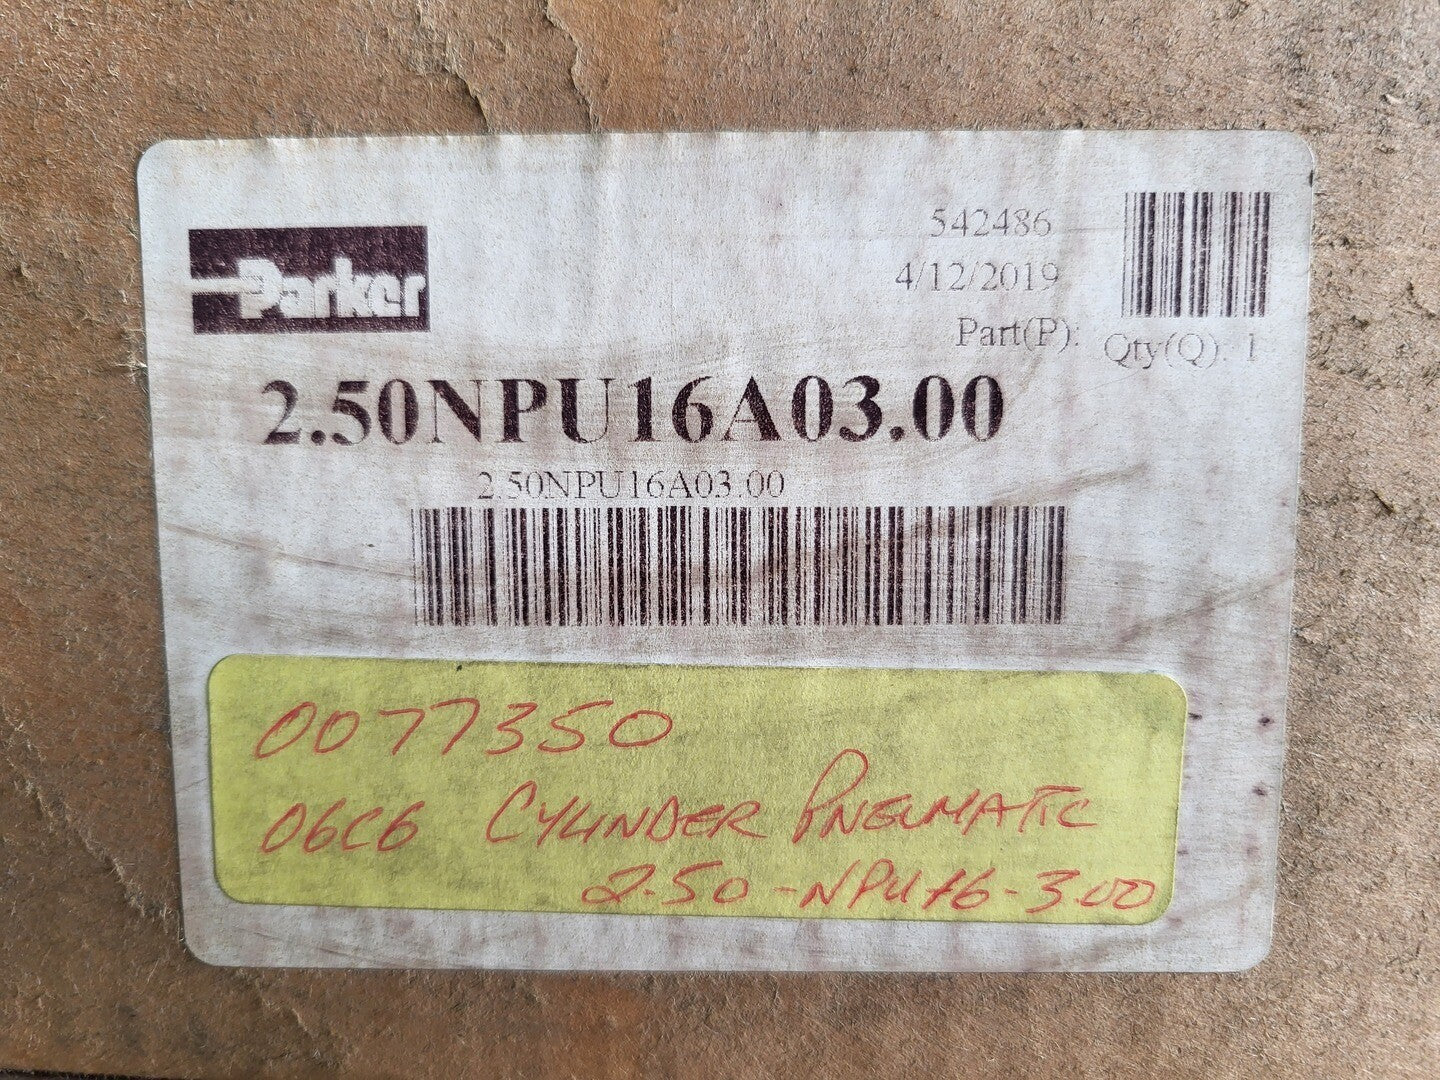 Parker
542486
4/12/2019
Part(P):
Qty(Q): 1
2.50NPU16A03.00
2.50NPU16A03.00
0077350
06C6 CYLINDER PNEUMATIC
2.50-NPU16-3.00